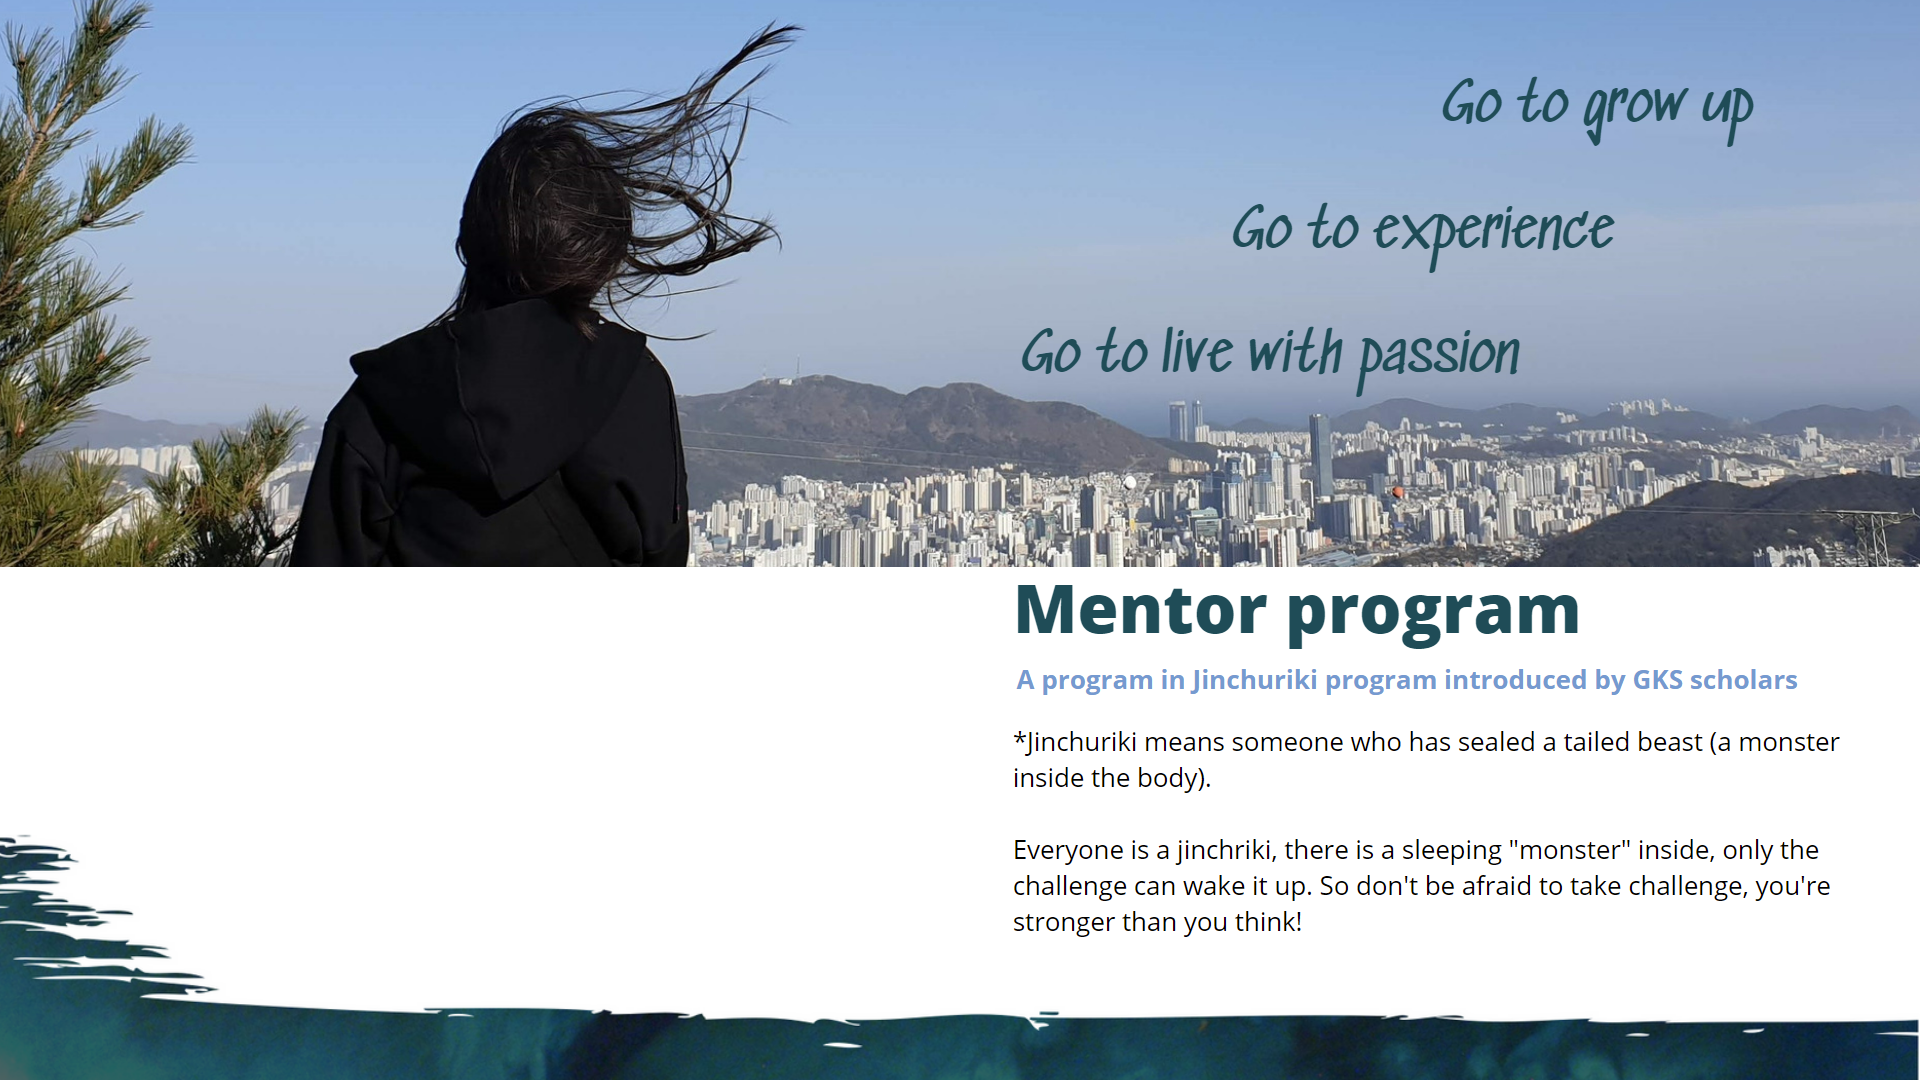 Go to grow up
Go to experience
Go to live with passion
Mentor program
A program in Jinchuriki program introduced by GKS scholars
*Jinchuriki means someone who has sealed a tailed beast (a monster
inside the body).
Everyone is a jinchriki, there is a sleeping "monster" inside, only the
challenge can wake it up. So don't be afraid to take challenge, you're
stronger than you think!